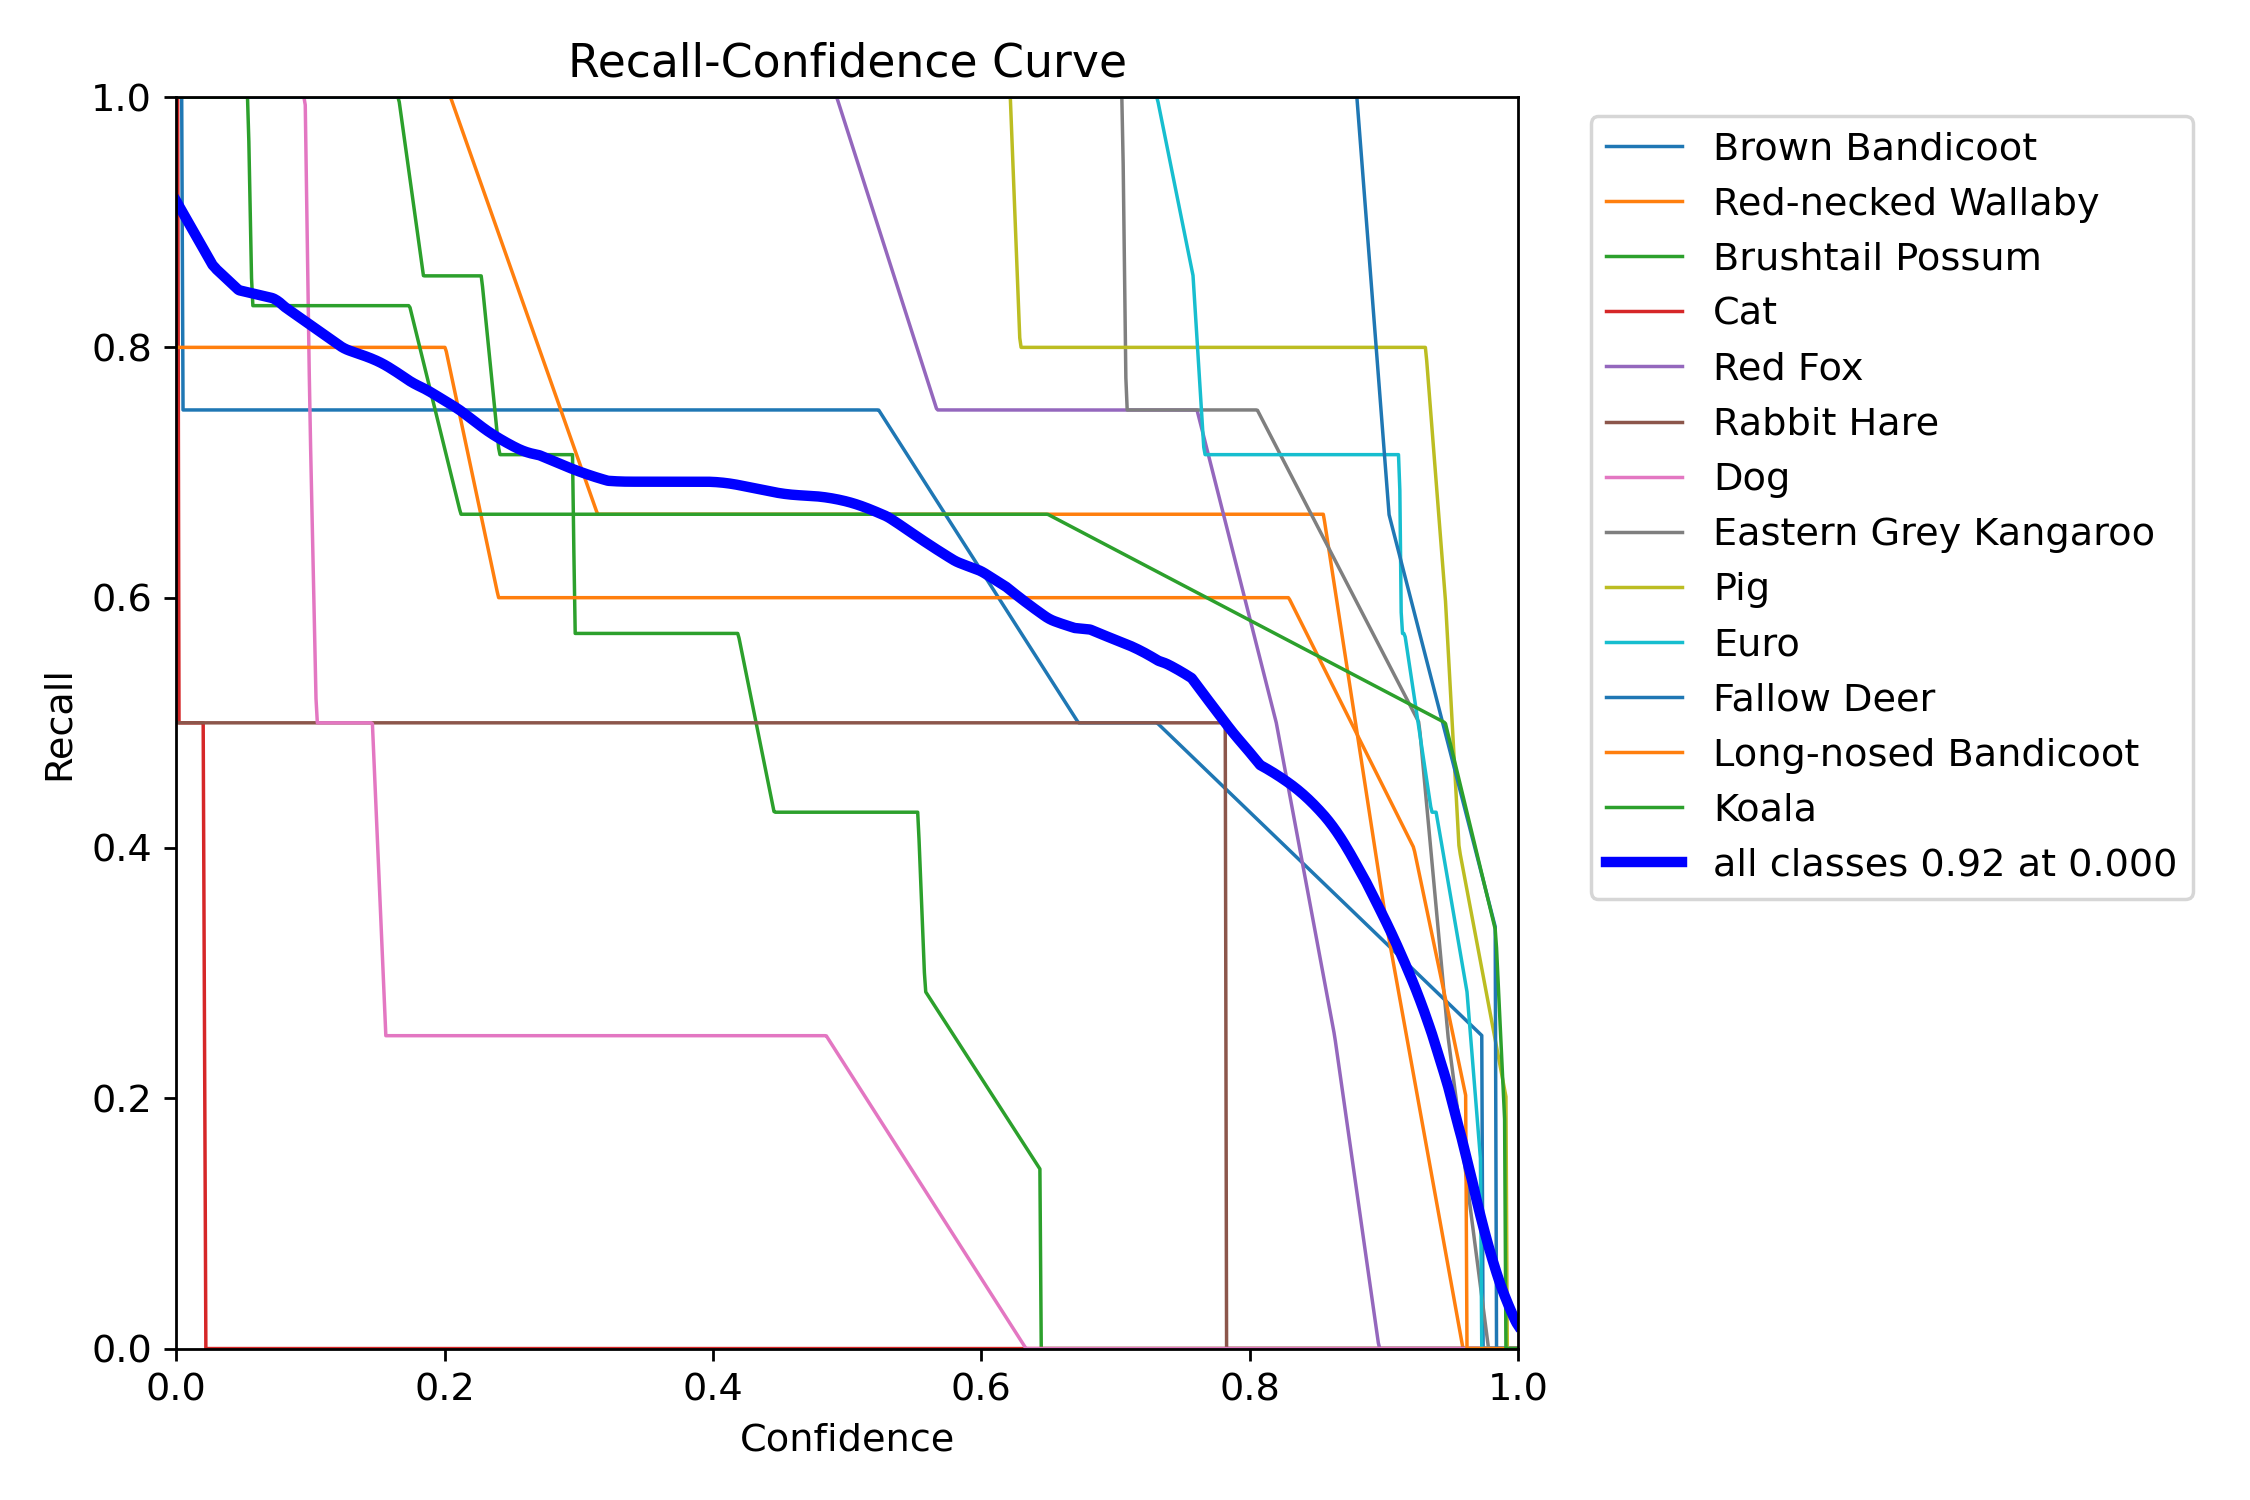 Recall-Confidence Curve
1.0
0.8
0.6
0.4
0.2
0.0
Recall
0.0 0.2 0.4 0.6 0.8 1.0
Confidence
Brown Bandicoot
Red-necked Wallaby
Brushtail Possum
Cat
Red Fox
Rabbit Hare
Dog
Eastern Grey Kangaroo
Pig
Euro
Fallow Deer
Long-nosed Bandicoot
Koala
all classes 0.92 at 0.000